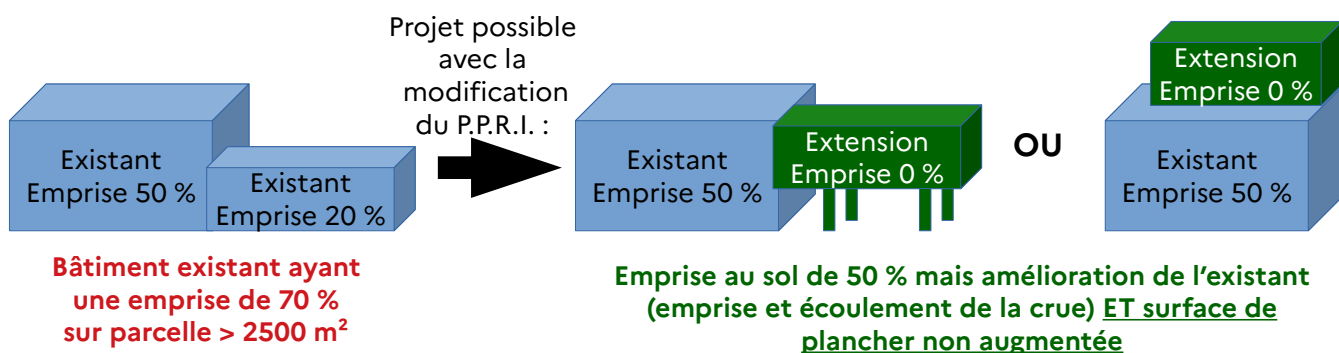 Existant
Emprise 50 %
Existant
Emprise 20 %
Bâtiment existant ayant
une emprise de 70 %
sur parcelle > 2500 m²
Projet possible
avec la
modification
du P.P.R.I. :
Existant
Emprise 50 %
Extension
Emprise 0 %
OU
Extension
Emprise 0 %
Existant
Emprise 50 %
Emprise au sol de 50 % mais amélioration de l’existant
(emprise et écoulement de la crue) ET surface de
plancher non augmentée